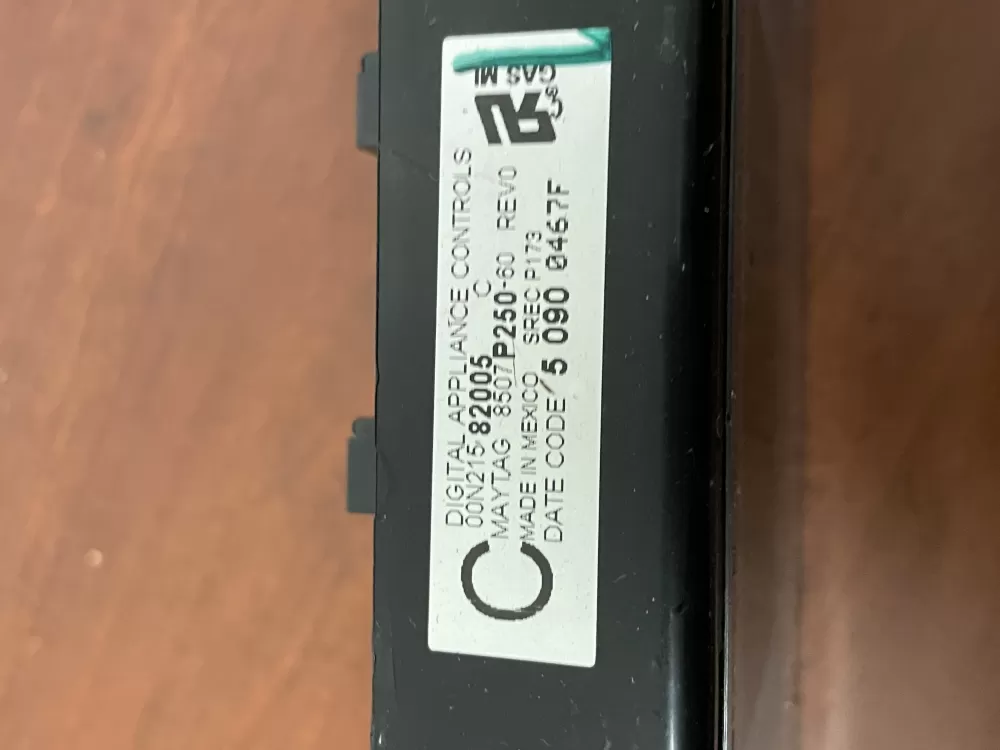 DIGITAL APPLIANCE CONTROLS
00N215 82005 C
MAYTAG 8507P250-60 REV0
MADE IN MEXICO SREC P173
DATE CODE 5 090 0467F
C
GAS MI